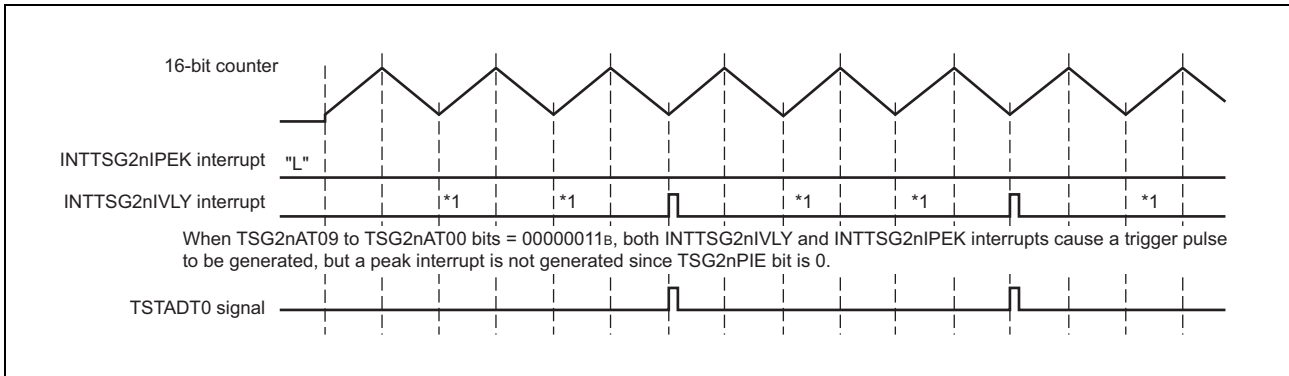 16-bit counter
INTTSG2nIPEK interrupt "L"
INTTSG2nIVLY interrupt *1 *1 *1 *1 *1
When TSG2nAT09 to TSG2nAT00 bits = 00000011B, both INTTSG2nIVLY and INTTSG2nIPEK interrupts cause a trigger pulse
to be generated, but a peak interrupt is not generated since TSG2nPIE bit is 0.
TSTADT0 signal